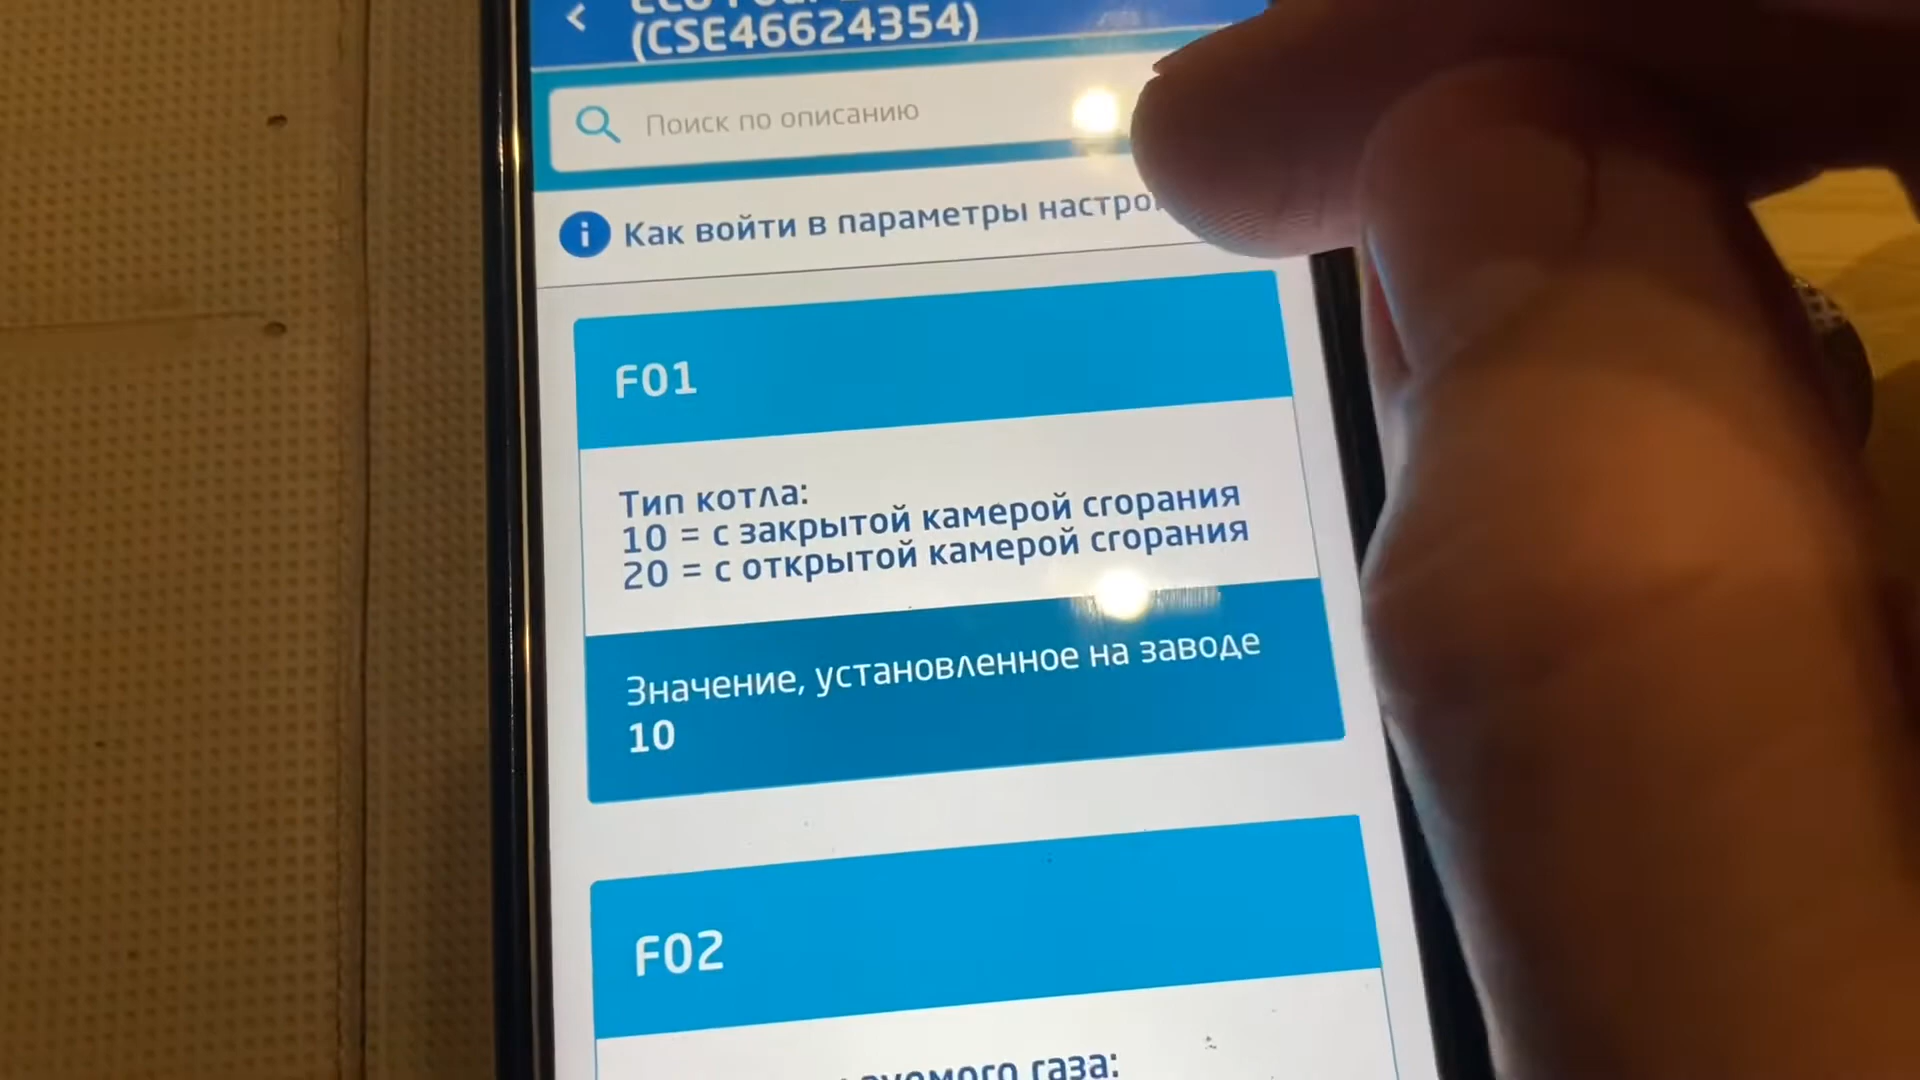 (CSE46624354)
Поиск по описанию
Как войти в параметры
F01
Тип котла:
10 = с закрытой камерой сгорания
20 = с открытой камерой сгорания
Значение, установленное на заводе
10
F02
газа: